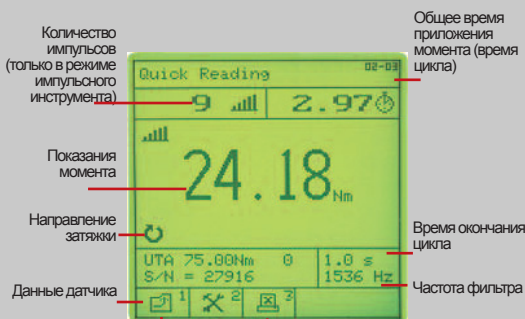 Количество
импульсов
(только в режиме
импульсного
инструмента)
Показания
момента
Направление
затяжки
Данные датчика
Quick Reading 02-03
9 2.97
24.18 Nm
UTA 75.00Nm 0 1.0 s
S/N = 27916 1536 Hz
1 2 3
Общее время
приложения
момента (время
цикла)
Время окончания
цикла
Частота фильтра